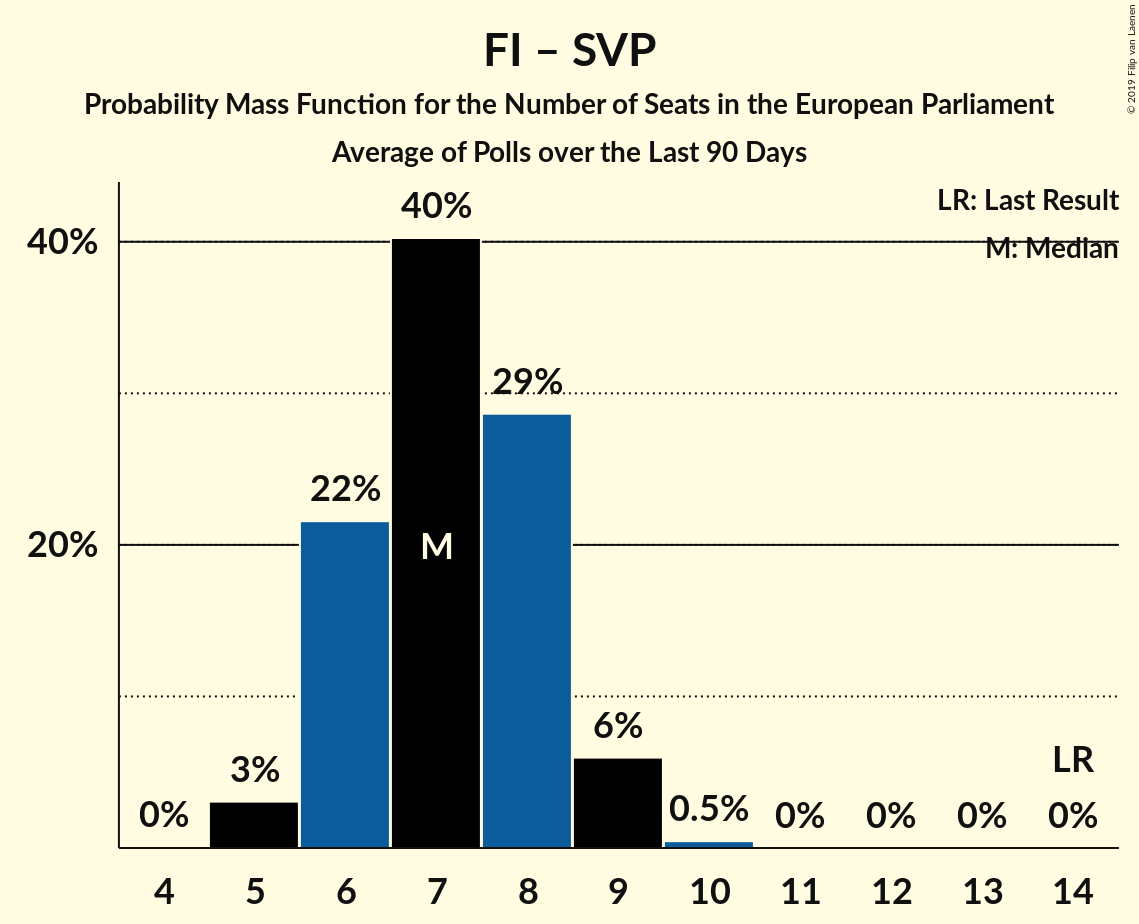 FI – SVP
Probability Mass Function for the Number of Seats in the European Parliament
Average of Polls over the Last 90 Days
© 2019 Filip van Laenen
LR: Last Result
M: Median
40%
20%
0%
3%
22%
40%
M
29%
6%
0.5%
0%
0%
0%
LR
0%
4 5 6 7 8 9 10 11 12 13 14